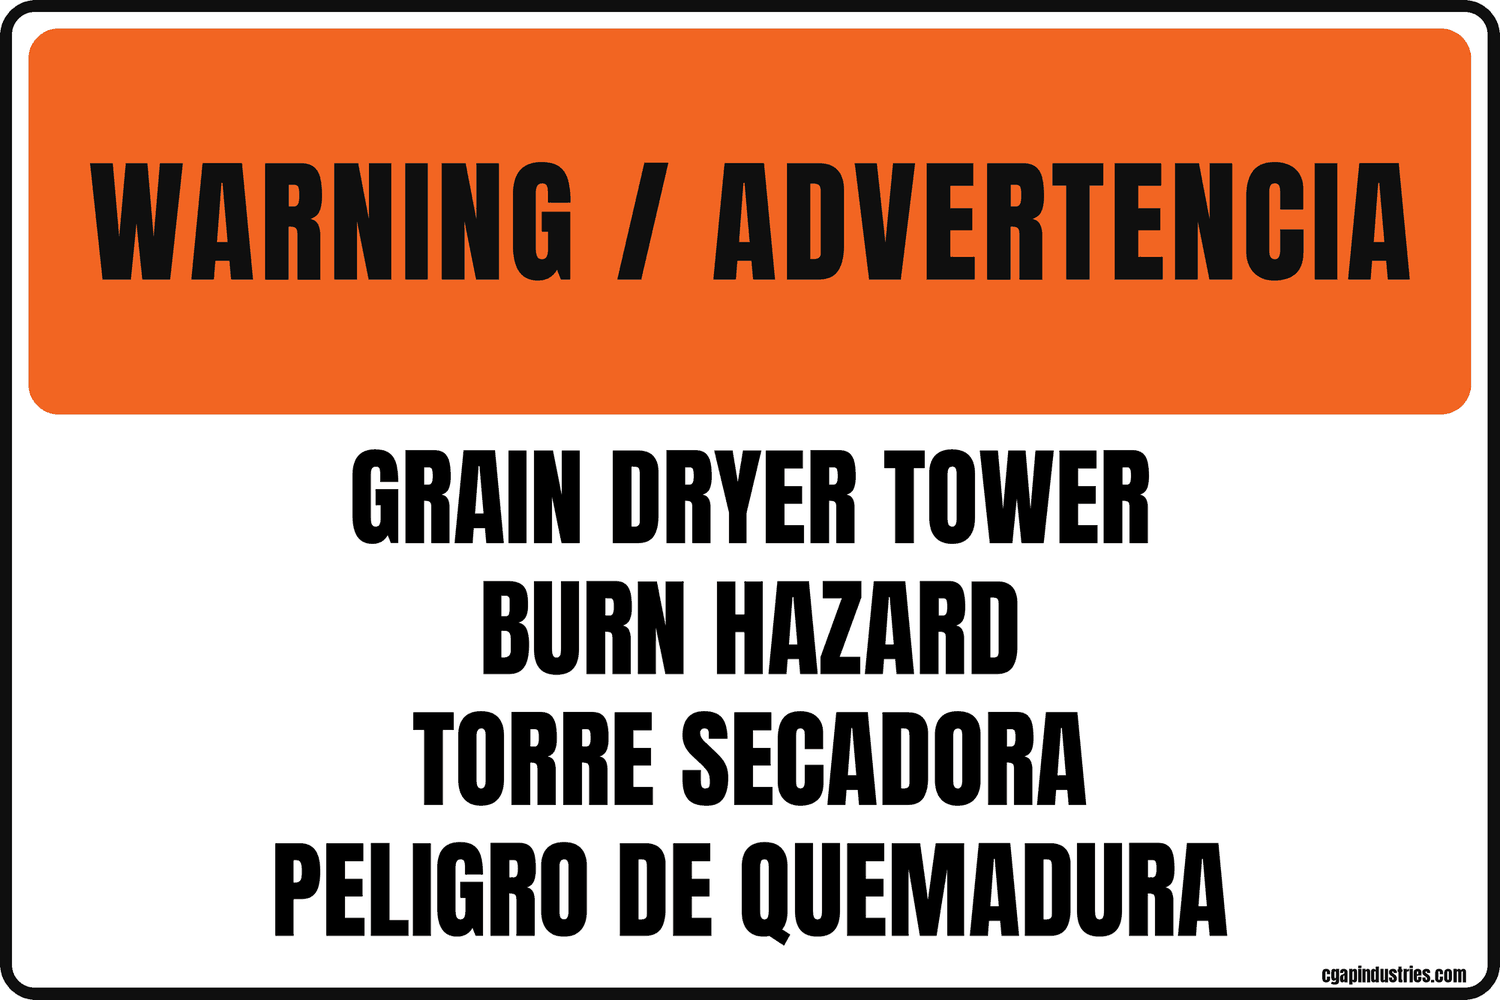 WARNING / ADVERTENCIA
GRAIN DRYER TOWER
BURN HAZARD
TORRE SECADORA
PELIGRO DE QUEMADURA
cgapindustries.com